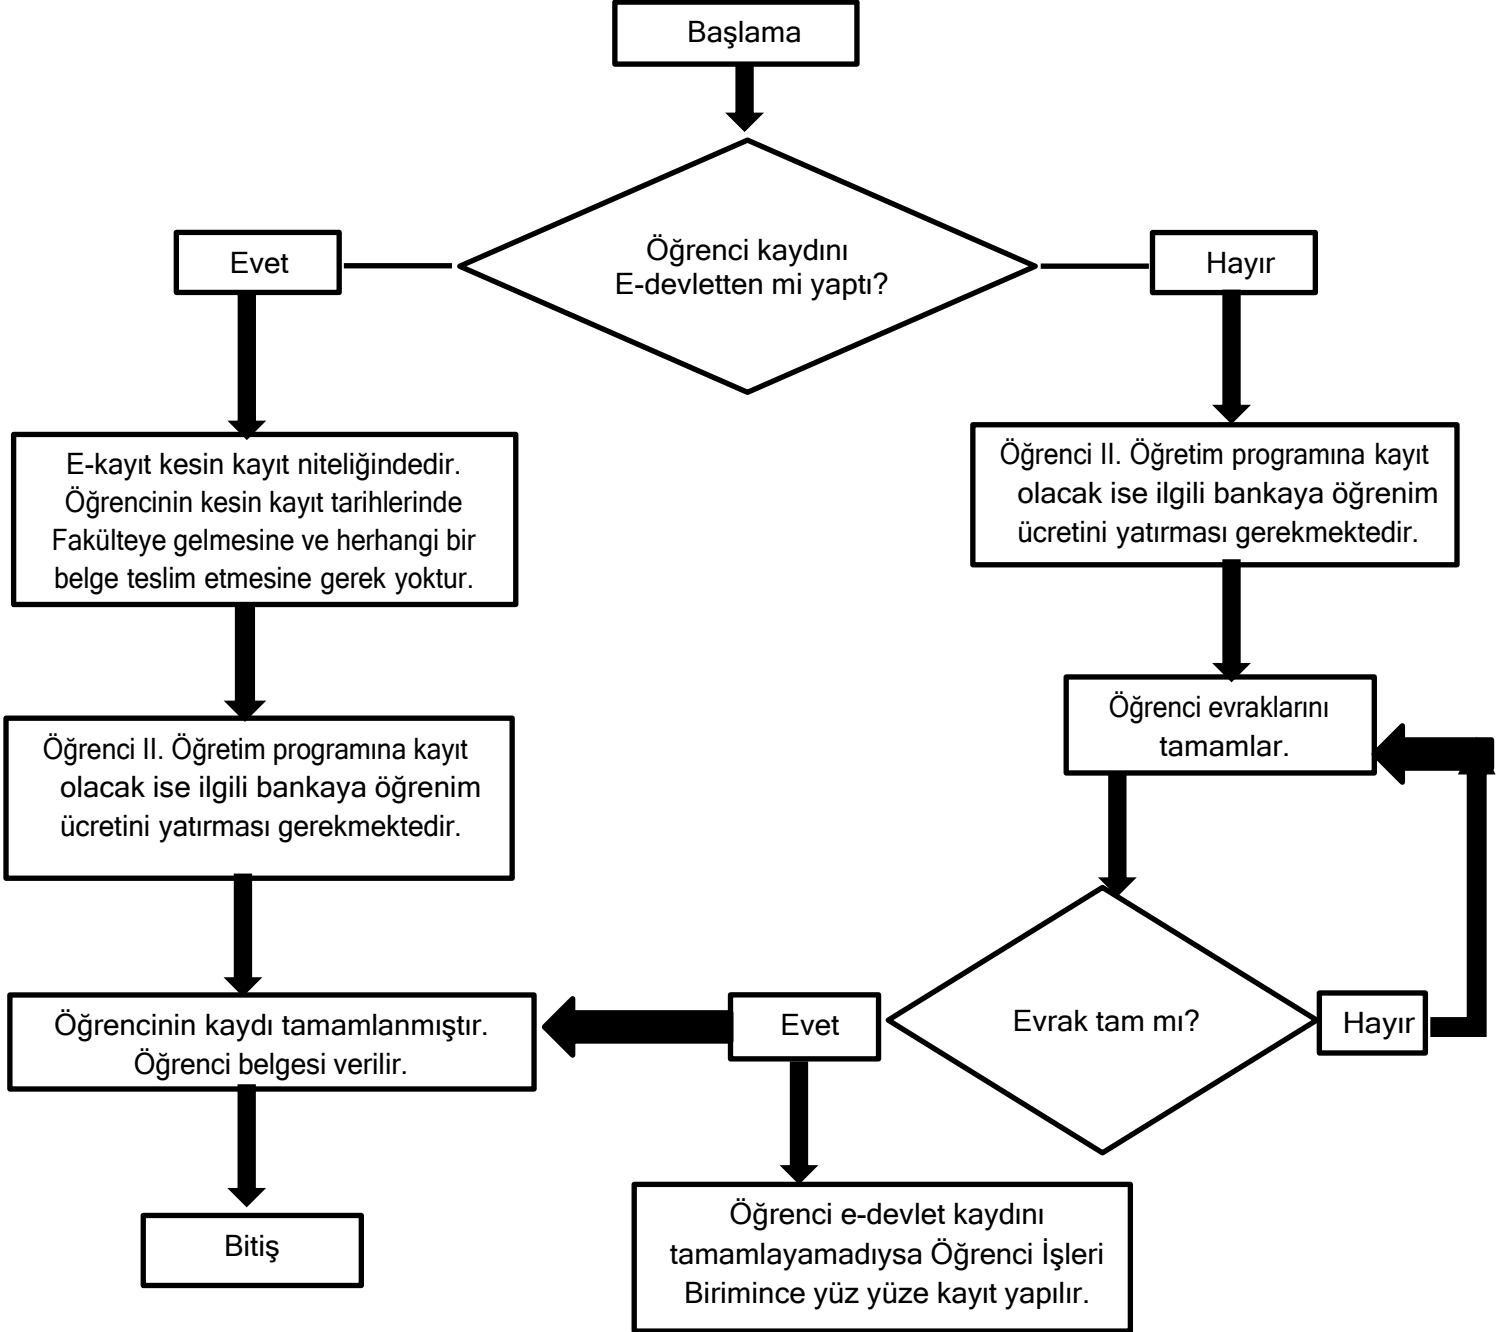 Başlama
Öğrenci kaydını
E-devletten mi yaptı?
Evet
Hayır
E-kayıt kesin kayıt niteliğindedir.
Öğrencinin kesin kayıt tarihlerinde
Fakülteye gelmesine ve herhangi bir
belge teslim etmesine gerek yoktur.
Öğrenci II. Öğretim programına kayıt
olacak ise ilgili bankaya öğrenim
ücretini yatırması gerekmektedir.
Öğrenci evraklarını
tamamlar.
Öğrenci II. Öğretim programına kayıt
olacak ise ilgili bankaya öğrenim
ücretini yatırması gerekmektedir.
Evrak tam mı?
Evet
Hayır
Öğrencinin kaydı tamamlanmıştır.
Öğrenci belgesi verilir.
Öğrenci e-devlet kaydını
tamamlayamadıysa Öğrenci İşleri
Birimince yüz yüze kayıt yapılır.
Bitiş